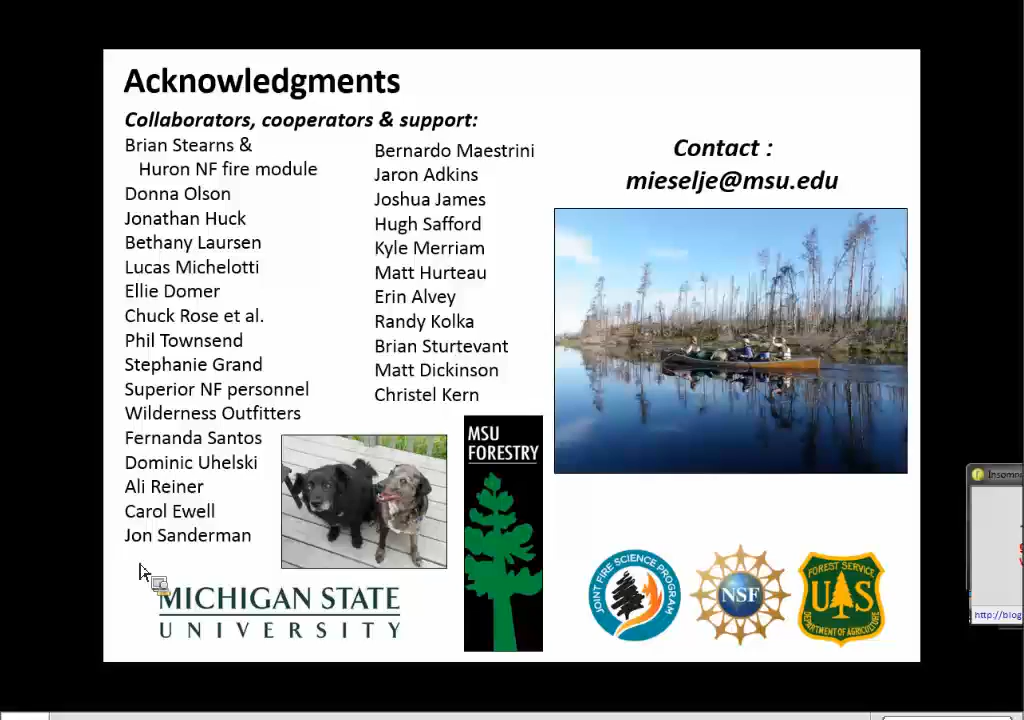 Acknowledgments
Collaborators, cooperators & support:
Brian Stearns &
Huron NF fire module
Donna Olson
Jonathan Huck
Bethany Laursen
Lucas Michelotti
Ellie Domer
Chuck Rose et al.
Phil Townsend
Stephanie Grand
Superior NF personnel
Wilderness Outfitters
Fernanda Santos
Dominic Uhelski
Ali Reiner
Carol Ewell
Jon Sanderman
Bernardo Maestrini
Jaron Adkins
Joshua James
Hugh Safford
Kyle Merriam
Matt Hurteau
Erin Alvey
Randy Kolka
Brian Sturtevant
Matt Dickinson
Christel Kern
Contact :
mieselje@msu.edu
MSU
FORESTRY
MICHIGAN STATE
UNIVERSITY
JOINT FIRE SCIENCE PROGRAM
NSF
FOREST SERVICE
U S
DEPARTMENT OF AGRICULTURE
http://blog